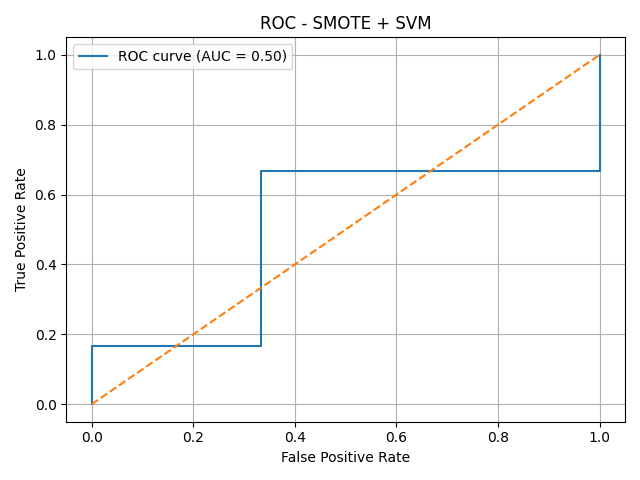 ROC - SMOTE + SVM
ROC curve (AUC = 0.50)
True Positive Rate
1.0
0.8
0.6
0.4
0.2
0.0
0.0 0.2 0.4 0.6 0.8 1.0
False Positive Rate